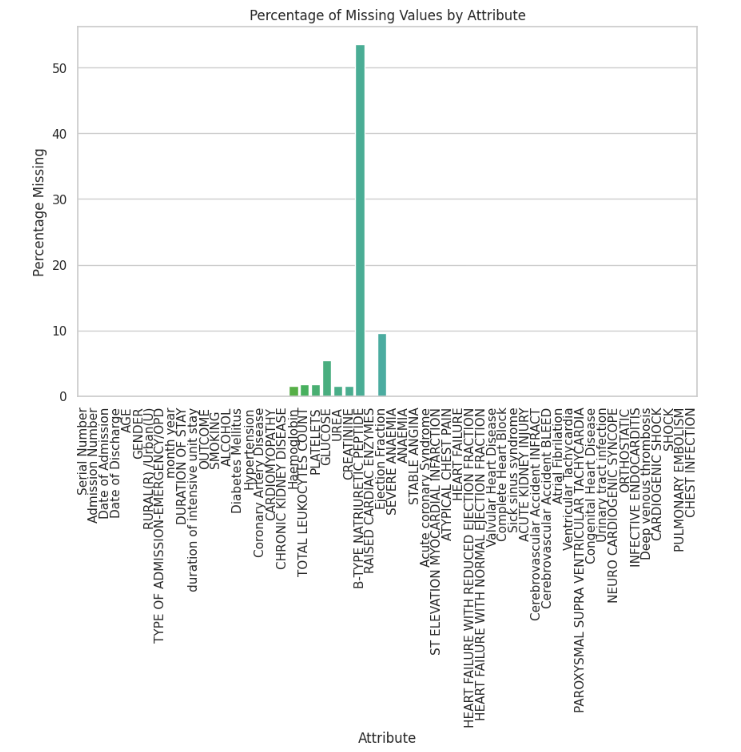 Percentage of Missing Values by Attribute
Percentage Missing
50
40
30
20
10
0
Serial Number
Admission Number
Date of Admission
Date of Discharge
AGE
GENDER
RURAL(R) /Urban(U)
TYPE OF ADMISSION-EMERGENCY/OPD
month year
DURATION OF STAY
duration of intensive unit stay
OUTCOME
SMOKING
ALCOHOL
Diabetes Mellitus
Hypertension
Coronary Artery Disease
CARDIOMYOPATHY
CHRONIC KIDNEY DISEASE
Haemoglobin
TOTAL LEUKOCYTES COUNT
PLATELETS
GLUCOSE
UREA
CREATININE
B-TYPE NATRIURETIC PEPTIDE
RAISED CARDIAC ENZYMES
Ejection Fraction
SEVERE ANAEMIA
ANAEMIA
STABLE ANGINA
Acute coronary Syndrome
ST ELEVATION MYOCARDIAL INFARCTION
ATYPICAL CHEST PAIN
HEART FAILURE
HEART FAILURE WITH REDUCED EJECTION FRACTION
HEART FAILURE WITH NORMAL EJECTION FRACTION
Valvular Heart Disease
Complete Heart Block
Sick sinus syndrome
ACUTE KIDNEY INJURY
Cerebrovascular Accident INFRACT
Cerebrovascular Accident BLEED
Atrial Fibrilation
Ventricular Tachycardia
PAROXYSMAL SUPRA VENTRICULAR TACHYCARDIA
Congenital Heart Disease
Urinary tract infection
NEURO CARDIOGENIC SYNCOPE
ORTHOSTATIC
INFECTIVE ENDOCARDITIS
Deep venous thrombosis
CARDIOGENIC SHOCK
SHOCK
PULMONARY EMBOLISM
CHEST INFECTION
Attribute